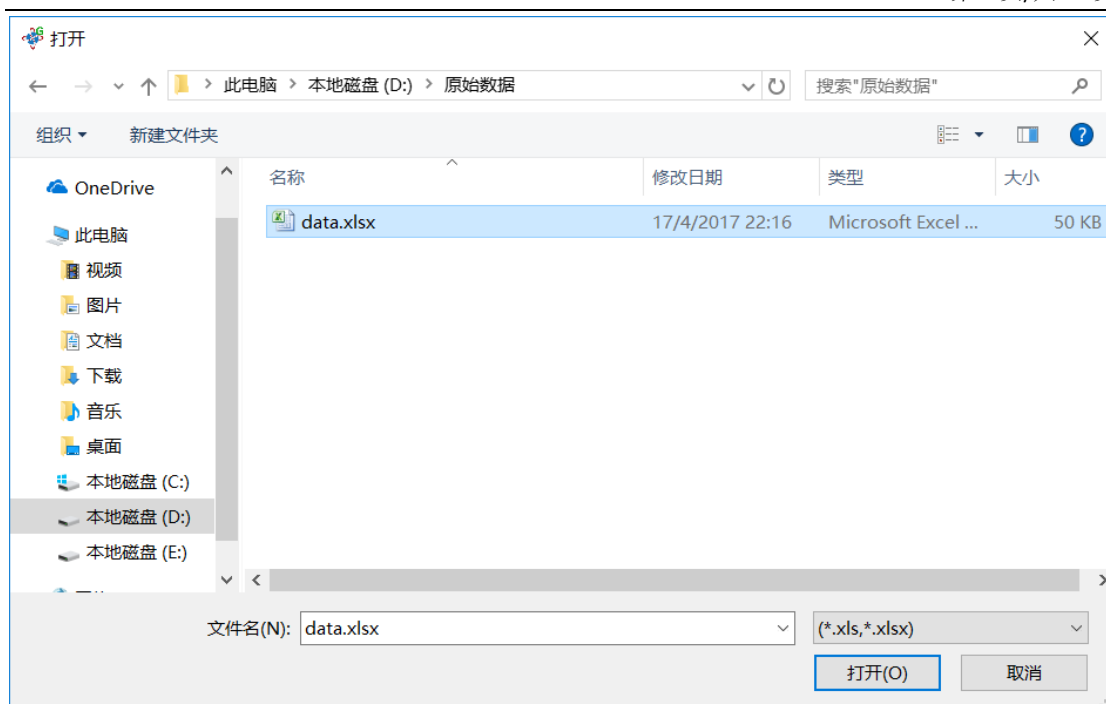 打开
此电脑 > 本地磁盘 (D:) > 原始数据
搜索"原始数据"
组织 新建文件夹
名称 修改日期 类型 大小
data.xlsx 17/4/2017 22:16 Microsoft Excel ... 50 KB
OneDrive
此电脑
视频
图片
文档
下载
音乐
桌面
本地磁盘 (C:)
本地磁盘 (D:)
本地磁盘 (E:)
文件名(N): data.xlsx (*.xls,*.xlsx)
打开(O) 取消